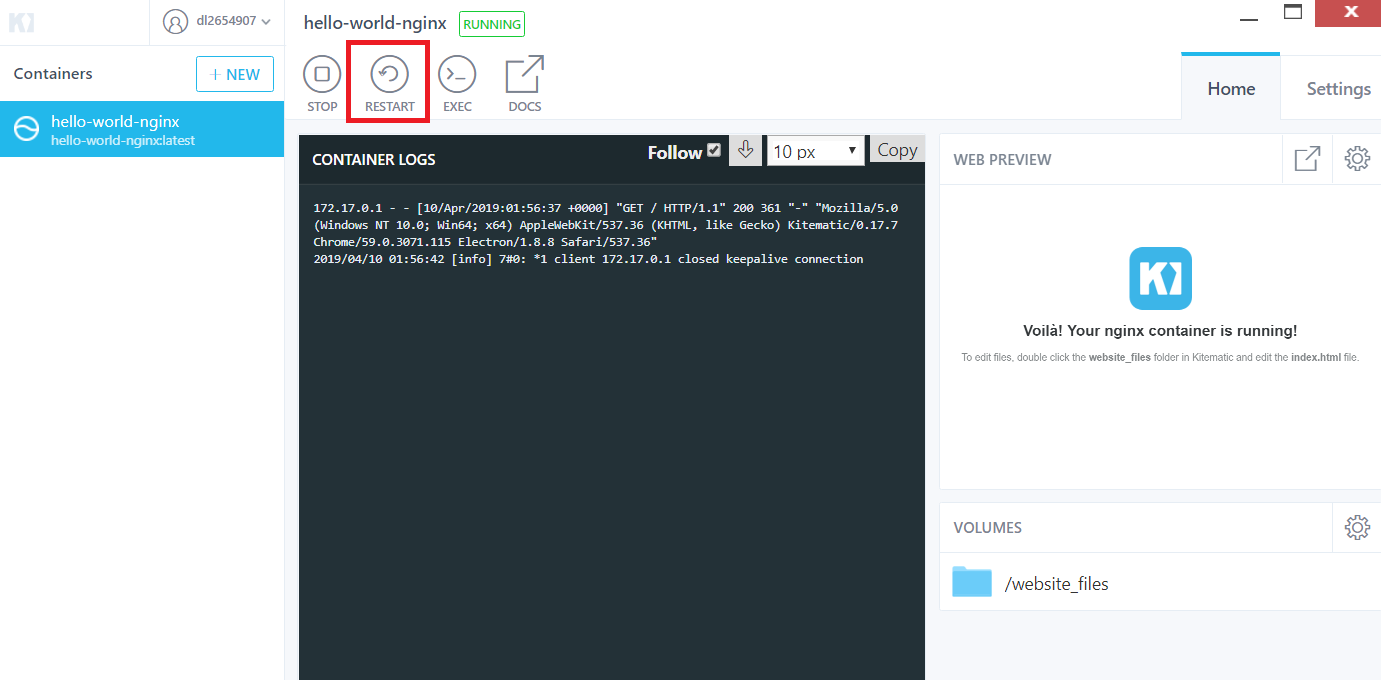 dl2654907
hello-world-nginx RUNNING
Containers
+ NEW
hello-world-nginx
hello-world-nginx:latest
STOP RESTART EXEC DOCS
Home Settings
CONTAINER LOGS Follow 10 px Copy
172.17.0.1 - - [10/Apr/2019:01:56:37 +0000] "GET / HTTP/1.1" 200 361 "-" "Mozilla/5.0
(Windows NT 10.0; Win64; x64) AppleWebKit/537.36 (KHTML, like Gecko) Kitematic/0.17.7
Chrome/59.0.3071.115 Electron/1.8.8 Safari/537.36"
2019/04/10 01:56:42 [info] 7#0: *1 client 172.17.0.1 closed keepalive connection
WEB PREVIEW
Voilà! Your nginx container is running!
To edit files, double click the website_files folder in Kitematic and edit the index.html file.
VOLUMES
/website_files